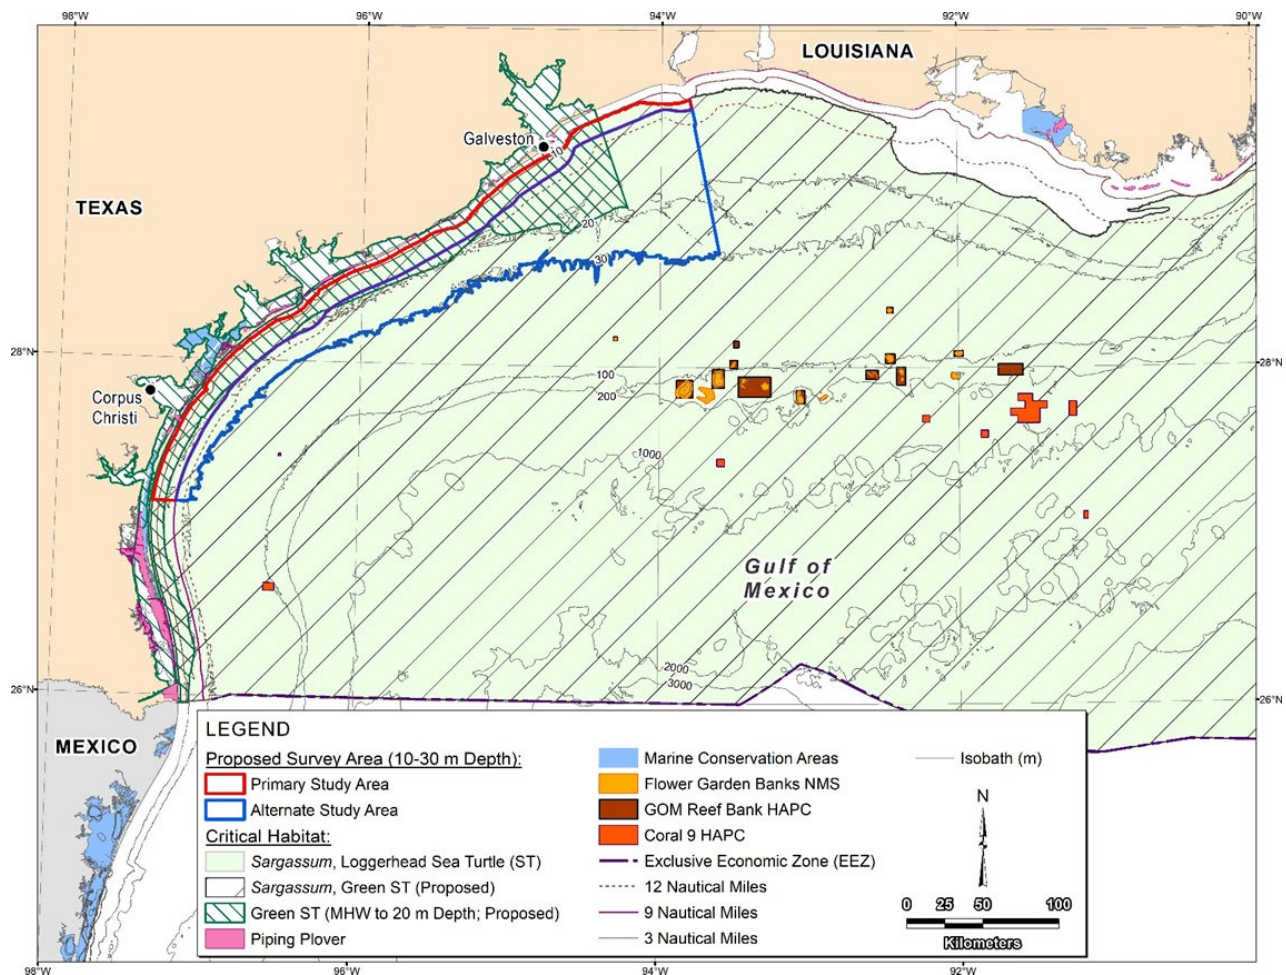 98°W 96°W 94°W 92°W 90°W
LOUISIANA
Galveston
10
TEXAS
20
30
28°N 28°N
100
200
Corpus
Christi
1000
Gulf of
Mexico
2000
3000
26°N 26°N
MEXICO
LEGEND
Proposed Survey Area (10-30 m Depth):
Primary Study Area
Alternate Study Area
Critical Habitat:
Sargassum, Loggerhead Sea Turtle (ST)
Sargassum, Green ST (Proposed)
Green ST (MHW to 20 m Depth; Proposed)
Piping Plover
Marine Conservation Areas
Flower Garden Banks NMS
GOM Reef Bank HAPC
Coral 9 HAPC
Exclusive Economic Zone (EEZ)
12 Nautical Miles
9 Nautical Miles
3 Nautical Miles
Isobath (m)
N
0 25 50 100
Kilometers
98°W 96°W 94°W 92°W